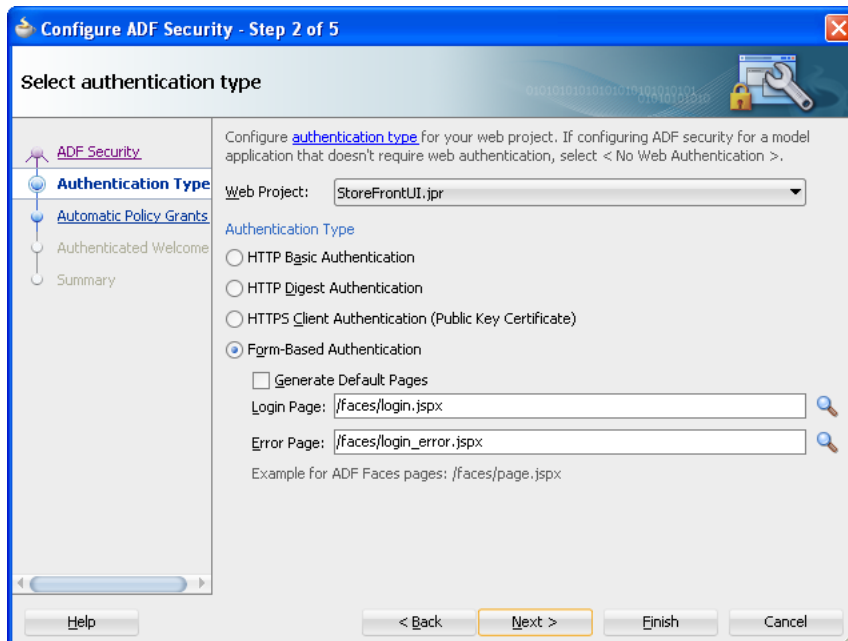 Configure ADF Security - Step 2 of 5
Select authentication type
ADF Security
Authentication Type
Automatic Policy Grants
Authenticated Welcome
Summary
Configure authentication type for your web project. If configuring ADF security for a model
application that doesn't require web authentication, select < No Web Authentication >.
Web Project: StoreFrontUI.jpr
Authentication Type
HTTP Basic Authentication
HTTP Digest Authentication
HTTPS Client Authentication (Public Key Certificate)
Form-Based Authentication
Generate Default Pages
Login Page: /faces/login.jspx
Error Page: /faces/login_error.jspx
Example for ADF Faces pages: /faces/page.jspx
Help
< Back
Next >
Finish
Cancel